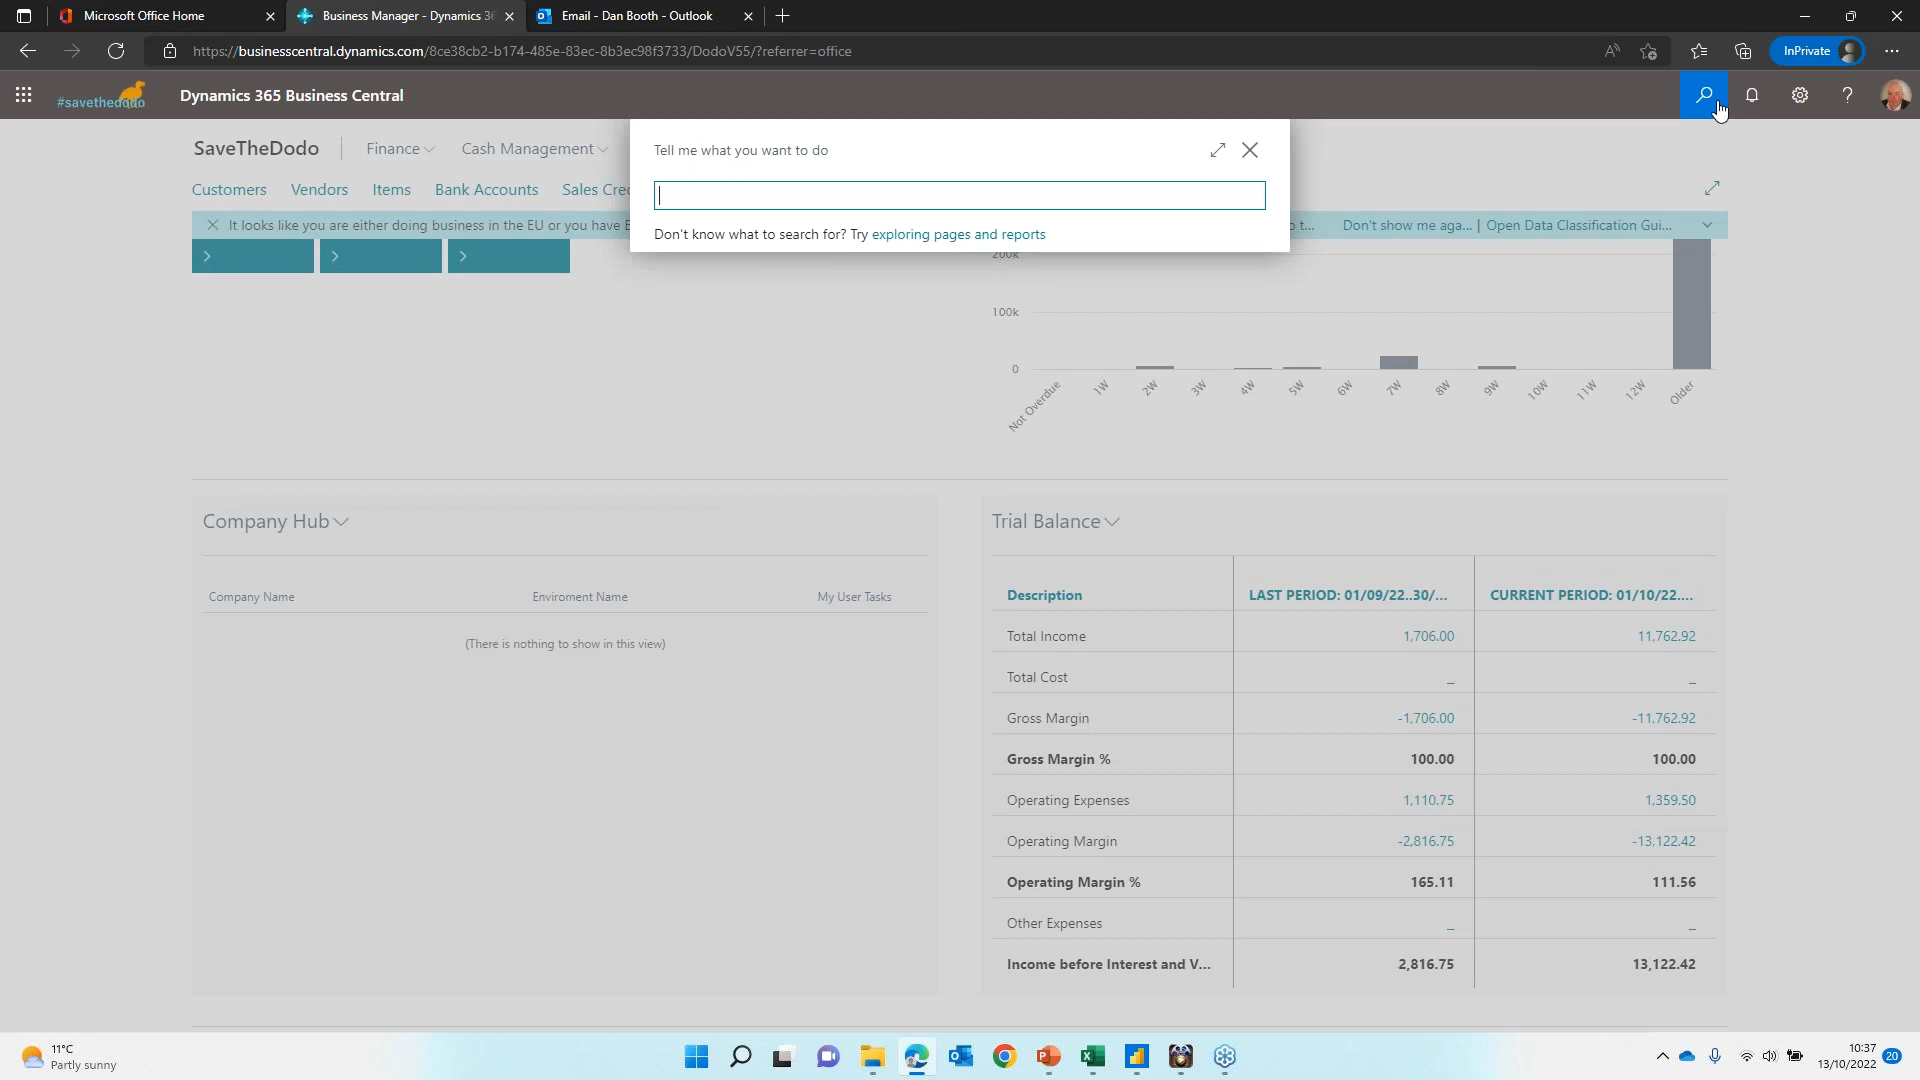 Microsoft Office Home
Business Manager - Dynamics 36
Email - Dan Booth - Outlook
https://businesscentral.dynamics.com/8ce38cb2-b174-485e-83ec-8b3ec98f3733/DodoV55/?referrer=office
InPrivate
#savethedodo
Dynamics 365 Business Central
SaveTheDodo
Finance
Cash Management
Tell me what you want to do
Customers
Vendors
Items
Bank Accounts
Sales Cre
It looks like you are either doing business in the EU or you have E
o t...
Don't show me aga...
Open Data Classification Gui...
Don't know what to search for? Try exploring pages and reports
200k
100k
0
Not Overdue
1W
2W
3W
4W
5W
6W
7W
8W
9W
10W
11W
12W
Older
Company Hub
Company Name
Enviroment Name
My User Tasks
(There is nothing to show in this view)
Trial Balance
Description LAST PERIOD: 01/09/22..30/... CURRENT PERIOD: 01/10/22....
Total Income 1,706.00 11,762.92
Total Cost _ _
Gross Margin -1,706.00 -11,762.92
Gross Margin % 100.00 100.00
Operating Expenses 1,110.75 1,359.50
Operating Margin -2,816.75 -13,122.42
Operating Margin % 165.11 111.56
Other Expenses _ _
Income before Interest and V... 2,816.75 13,122.42
11°C
Partly sunny
10:37
13/10/2022
20